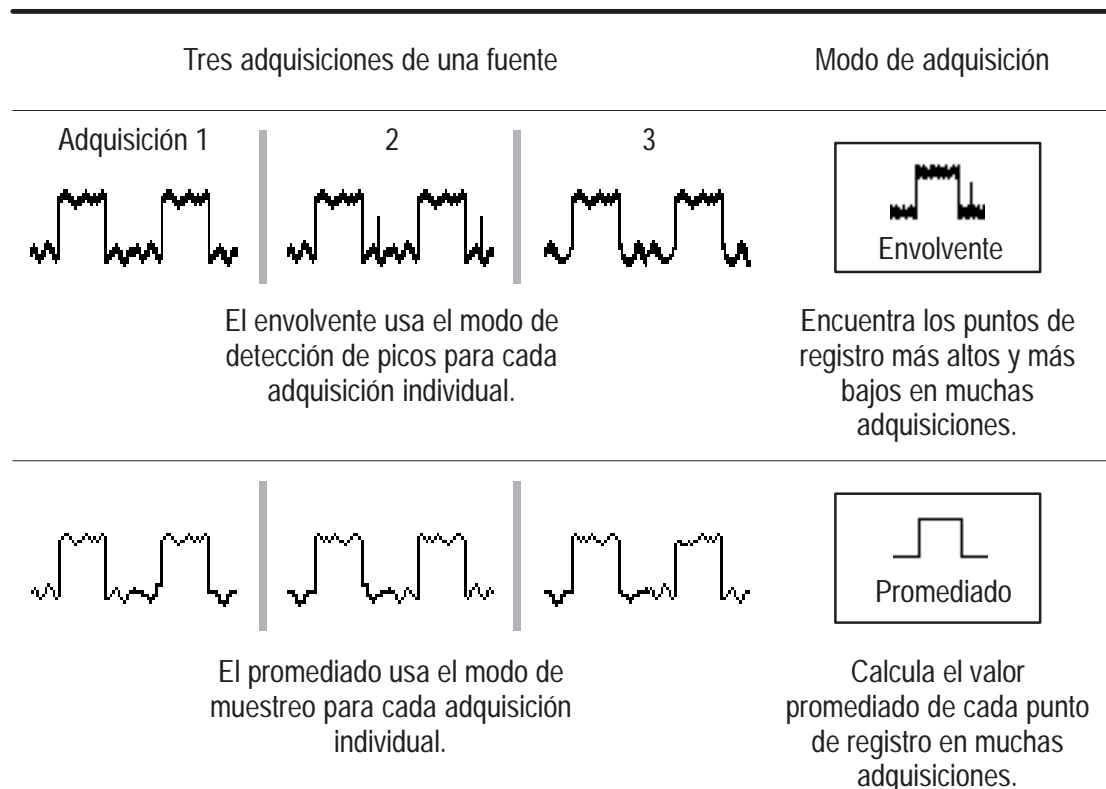 Tres adquisiciones de una fuente
Modo de adquisición
Adquisición 1
2
3
Envolvente
El envolvente usa el modo de
detección de picos para cada
adquisición individual.
Encuentra los puntos de
registro más altos y más
bajos en muchas
adquisiciones.
Promediado
El promediado usa el modo de
muestreo para cada adquisición
individual.
Calcula el valor
promediado de cada punto
de registro en muchas
adquisiciones.